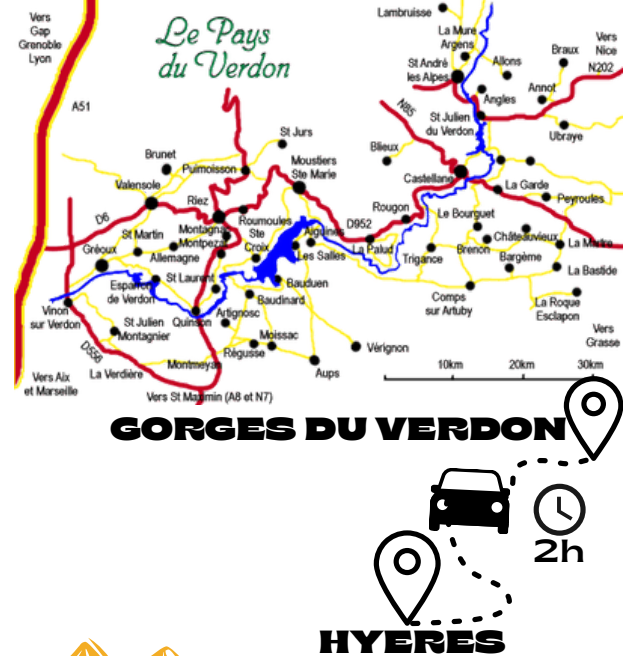 Vers
Gap
Grenoble
Lyon
Le Pays
du Verdon
Lambruisse
La Mure
Argens
St André
les Alpes
Allons
Braux
Vers
Nice
N202
A51
Angles
Annot
N85
St Julien
du Verdon
Ubraye
St Jurs
Blieux
Brunet
Puimoisson
Moustiers
Ste Marie
Castellane
Valensole
La Garde
Peyroules
Riez
Rougon
D6
Roumoules
Le Bourguet
St Martin
Montagnac
Montpezat
Ste
Croix
Aiguines
D952
Châteauvieux
Gréoux
Allemagne
Les Salles
La Palud
Trigance
Brenon
La Martre
Bargème
Esparron
de Verdon
St Laurent
Bauduen
La Bastide
Vinon
sur Verdon
Quinson
Artignosc
Baudinard
Comps
sur Artuby
La Roque
Esclapon
St Julien
Montagnier
D556
Moissac
Régusse
Vérignon
Vers
Grasse
La Verdière
Montmeyan
Aups
10km
20km
30km
Vers Aix
et Marseille
Vers St Maximin (A8 et N7)
GORGES DU VERDON
2h
HYERES